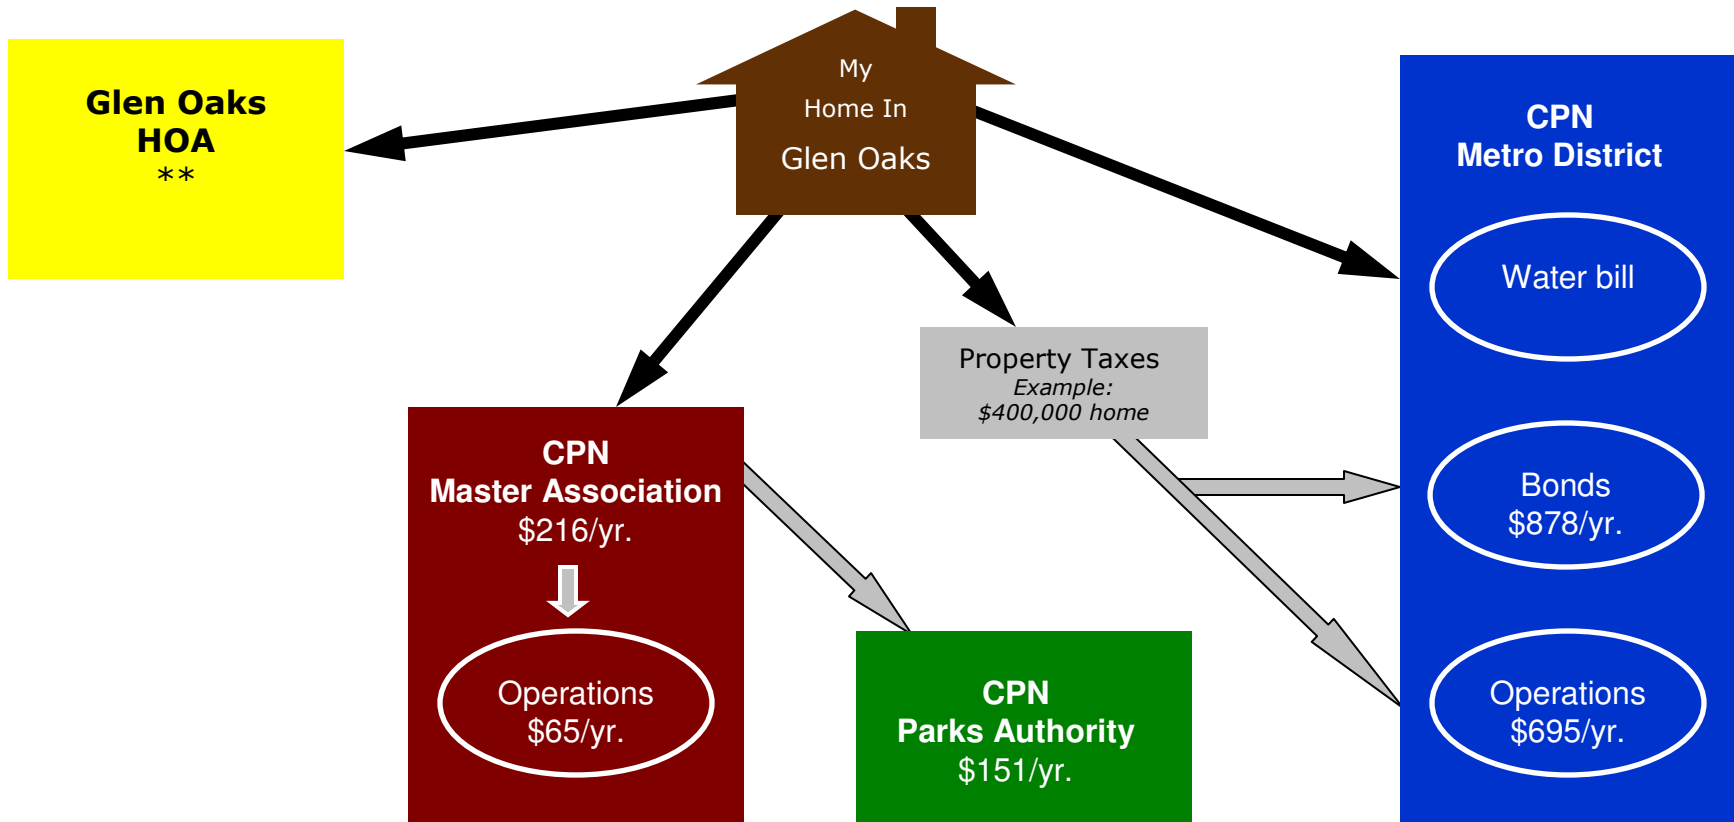 My
Home In
Glen Oaks
Glen Oaks
HOA
**
CPN
Metro District
Water bill
Property Taxes
Example:
$400,000 home
CPN
Master Association
$216/yr.
Bonds
$878/yr.
Operations
$65/yr.
CPN
Parks Authority
$151/yr.
Operations
$695/yr.